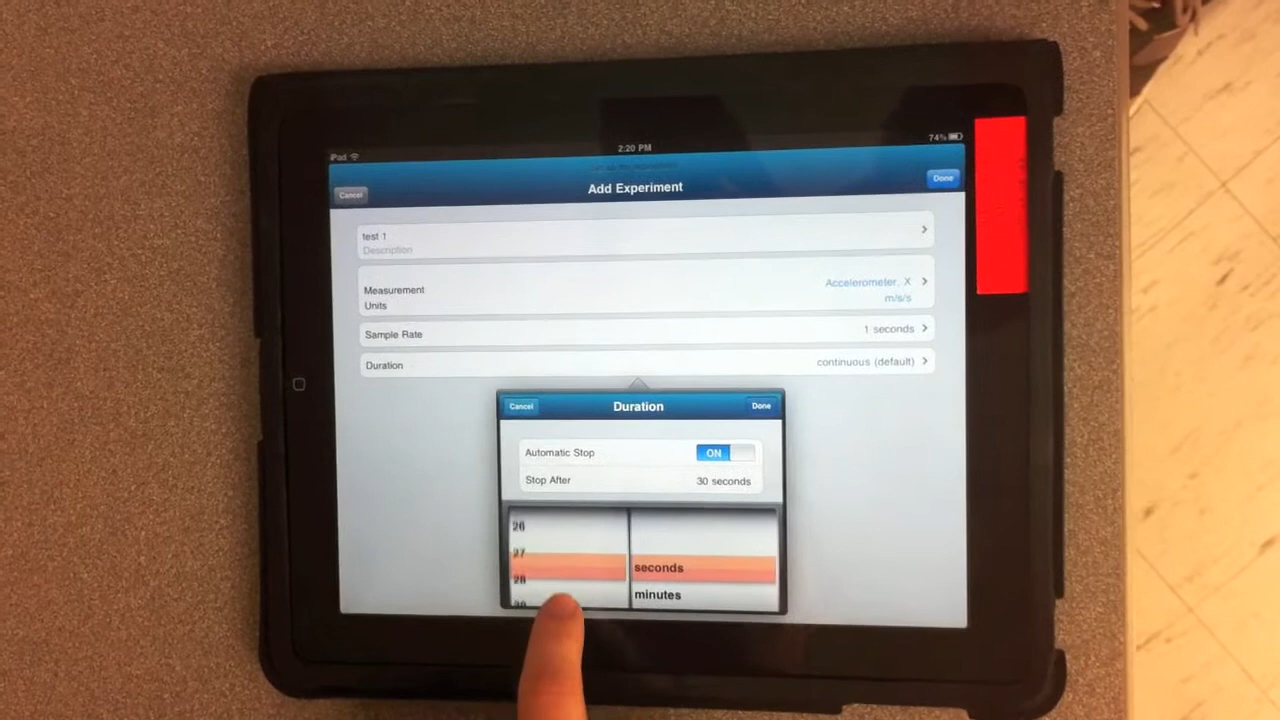 iPad
2:20 PM
74%
Cancel
Add Experiment
Done
test 1
Description
Measurement
Accelerometer, X
Units
m/s/s
Sample Rate
1 seconds
Duration
continuous (default)
Cancel
Duration
Done
Automatic Stop
ON
Stop After
30 seconds
26
27
28
seconds
minutes